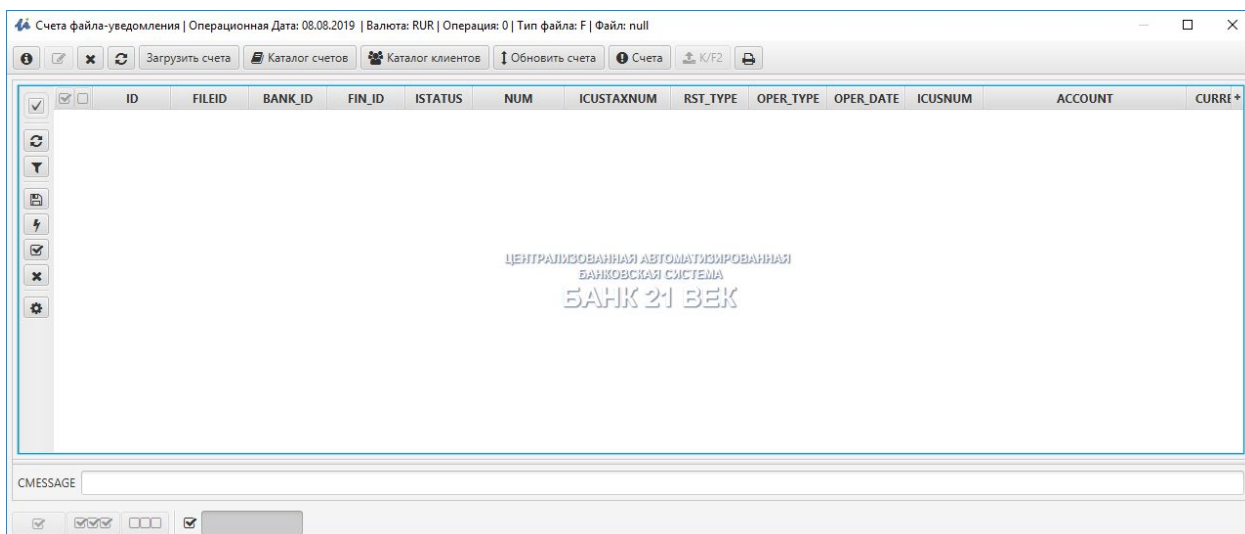 Счета файла-уведомления | Операционная Дата: 08.08.2019 | Валюта: RUR | Операция: 0 | Тип файла: F | Файл: null
Загрузить счета Каталог счетов Каталог клиентов Обновить счета Счета K/F2
ID FILEID BANK_ID FIN_ID ISTATUS NUM ICUSTAXNUM RST_TYPE OPER_TYPE OPER_DATE ICUSNUM ACCOUNT CURRE
ЦЕНТРАЛИЗОВАННАЯ АВТОМАТИЗИРОВАННАЯ
БАНКОВСКАЯ СИСТЕМА
БАНК 21 ВЕК
CMESSAGE